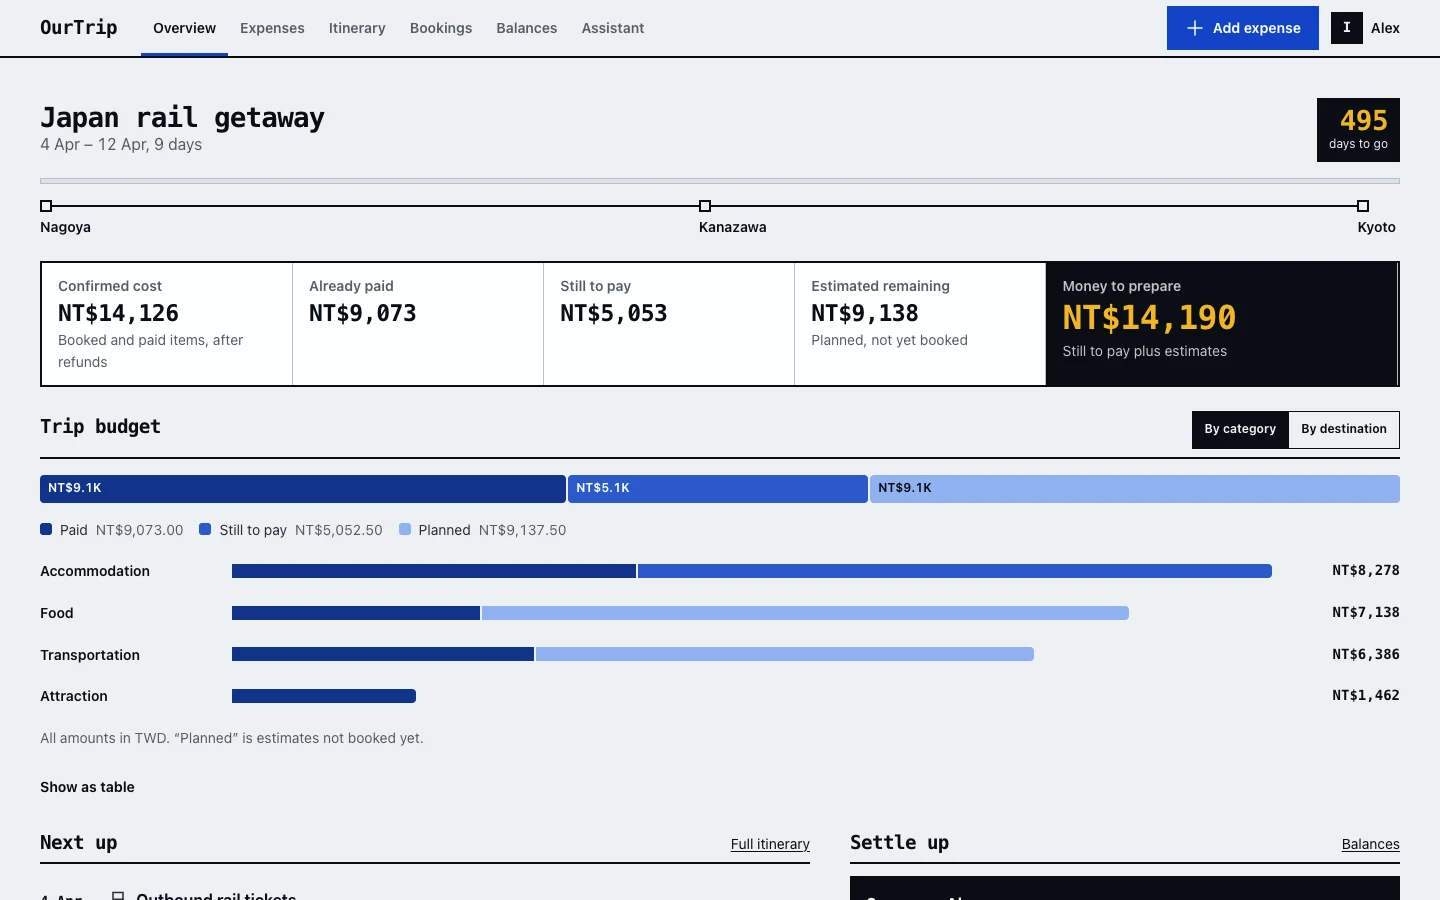 OurTrip Overview Expenses Itinerary Bookings Balances Assistant Add expense I Alex
Japan rail getaway
4 Apr – 12 Apr, 9 days
495
days to go
Nagoya Kanazawa Kyoto
Confirmed cost
NT$14,126
Booked and paid items, after
refunds
Already paid
NT$9,073
Still to pay
NT$5,053
Estimated remaining
NT$9,138
Planned, not yet booked
Money to prepare
NT$14,190
Still to pay plus estimates
Trip budget
By category By destination
NT$9.1K NT$5.1K NT$9.1K
Paid NT$9,073.00 Still to pay NT$5,052.50 Planned NT$9,137.50
Accommodation NT$8,278
Food NT$7,138
Transportation NT$6,386
Attraction NT$1,462
All amounts in TWD. “Planned” is estimates not booked yet.
Show as table
Next up Full itinerary
Settle up Balances
4 Apr Outbound rail tickets